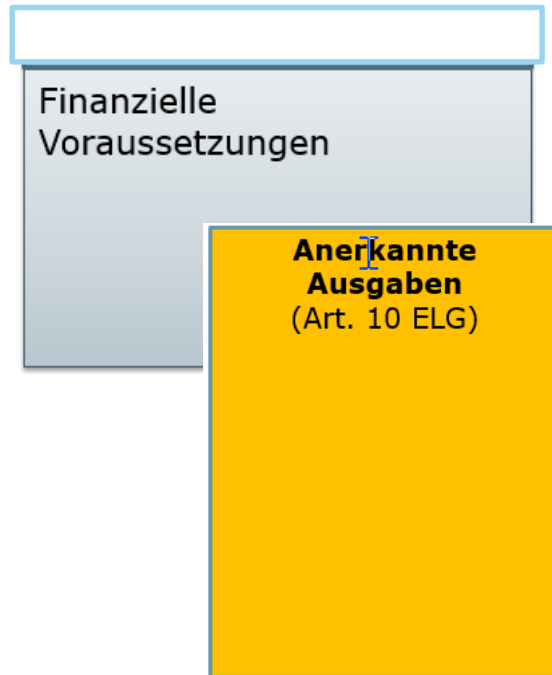 Finanzielle
Voraussetzungen
Anerkannte
Ausgaben
(Art. 10 ELG)